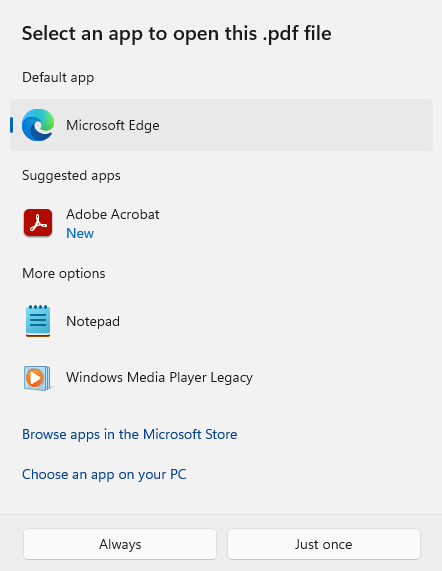 Select an app to open this .pdf file
Default app
Microsoft Edge
Suggested apps
Adobe Acrobat
New
More options
Notepad
Windows Media Player Legacy
Browse apps in the Microsoft Store
Choose an app on your PC
Always
Just once